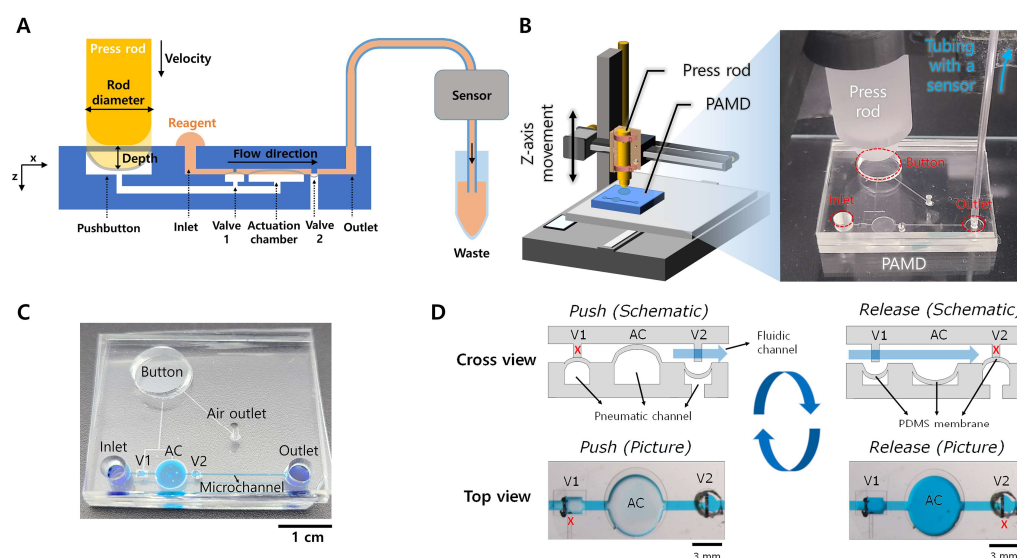 A
Press rod
Velocity
Rod
diameter
Reagent
Depth
Flow direction
x
z
Sensor
Pushbutton
Inlet
Valve
1
Actuation
chamber
Valve
2
Outlet
Waste
B
Z-axis
movement
Press rod
PAMD
Tubing
with a
sensor
Press
rod
Button
Inlet
Outlet
PAMD
C
Button
Air outlet
Inlet
V1
AC
V2
Outlet
Microchannel
1 cm
D
Push (Schematic)
V1
AC
V2
X
Fluidic
channel
Cross view
Pneumatic channel
Release (Schematic)
V1
AC
V2
X
PDMS membrane
Push (Picture)
V1
AC
V2
X
Top view
3 mm
Release (Picture)
V1
AC
V2
X
3 mm